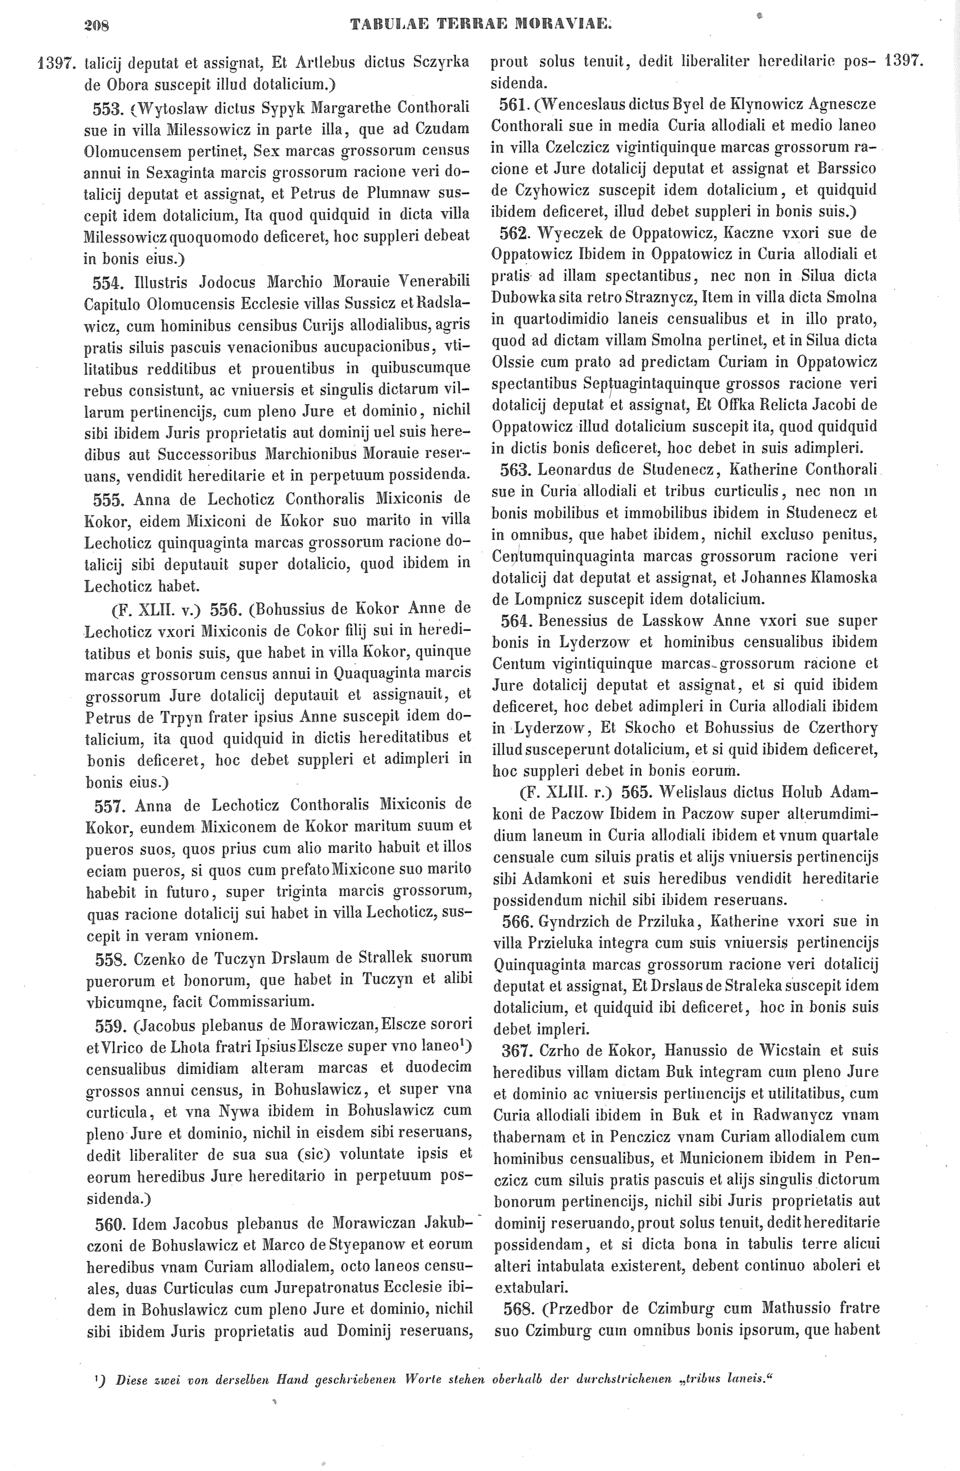 208
TABULAE TERRAE MORAVIAE.
1397. talicij deputat et assignat, Et Artlebus dictus Sczyrka
de Obora suscepit illud dotalicium.)
553. (Wytoslaw dictus Sypyk Margarethe Conthorali
sue in villa Milessowicz in parte illa, que ad Czudam
Olomucensem pertinet, Sex marcas grossorum census
annui in Sexaginta marcis grossorum racione veri do-
talicij deputat et assignat, et Petrus de Plumnaw sus-
cepit idem dotalicium, Ita quod quidquid in dicta villa
Milessowicz quoquomodo deficeret, hoc suppleri debeat
in bonis eius.)
554. Illustris Jodocus Marchio Morauie Venerabili
Capitulo Olomucensis Ecclesie villas Sussicz et Radsla-
wicz, cum hominibus censibus Curijs allodialibus, agris
pratis siluis pascuis venacionibus aucupacionibus, vti-
litatibus redditibus et prouentibus in quibuscumque
rebus consistunt, ac vniuersis et singulis dictarum vil-
larum pertinencijs, cum pleno Jure et dominio, nichil
sibi ibidem Juris proprietatis aut dominij uel suis here-
dibus aut Successoribus Marchionibus Morauie reser-
uans, vendidit hereditarie et in perpetuum possidenda.
555. Anna de Lechoticz Conthoralis Mixiconis de
Kokor, eidem Mixiconi de Kokor suo marito in villa
Lechoticz quinquaginta marcas grossorum racione do-
talicij sibi deputauit super dotalicio, quod ibidem in
Lechoticz habet.
(F. XLII. v.) 556. (Bohussius de Kokor Anne de
Lechoticz vxori Mixiconis de Cokor filij sui in heredi-
tatibus et bonis suis, que habet in villa Kokor, quinque
marcas grossorum census annui in Quaquaginta marcis
grossorum Jure dotalicij deputauit et assignauit, et
Petrus de Trpyn frater ipsius Anne suscepit idem do-
talicium, ita quod quidquid in dictis hereditatibus et
bonis deficeret, hoc debet suppleri et adimpleri in
bonis eius.)
557. Anna de Lechoticz Conthoralis Mixiconis de
Kokor, eundem Mixiconem de Kokor maritum suum et
pueros suos, quos prius cum alio marito habuit et illos
eciam pueros, si quos cum prefato Mixicone suo marito
habebit in futuro, super triginta marcis grossorum,
quas racione dotalicij sui habet in villa Lechoticz, sus-
cepit in veram vnionem.
558. Czenko de Tuczyn Drslaum de Strallek suorum
puerorum et bonorum, que habet in Tuczyn et alibi
vbicumqne, facit Commissarium.
559. (Jacobus plebanus de Morawiczan, Elscze sorori
et Vlrico de Lhota fratri Ipsius Elscze super vno laneo¹)
censualibus dimidiam alteram marcas et duodecim
grossos annui census, in Bohuslawicz, et super vna
curticula, et vna Nywa ibidem in Bohuslawicz cum
pleno Jure et dominio, nichil in eisdem sibi reseruans,
dedit liberaliter de sua sua (sic) voluntate ipsis et
eorum heredibus Jure hereditario in perpetuum pos-
sidenda.)
560. Idem Jacobus plebanus de Morawiczan Jakub-
czoni de Bohuslawicz et Marco de Styepanow et eorum
heredibus vnam Curiam allodialem, octo laneos censu-
ales, duas Curticulas cum Jurepatronatus Ecclesie ibi-
dem in Bohuslawicz cum pleno Jure et dominio, nichil
sibi ibidem Juris proprietatis aud Dominij reseruans,
prout solus tenuit, dedit liberaliter hereditarie pos- 1397.
sidenda.
561. (Wenceslaus dictus Byel de Klynowicz Agnescze
Conthorali sue in media Curia allodiali et medio laneo
in villa Czelczicz vigintiquinque marcas grossorum ra-
cione et Jure dotalicij deputat et assignat et Barssico
de Czyhowicz suscepit idem dotalicium, et quidquid
ibidem deficeret, illud debet suppleri in bonis suis.)
562. Wyeczek de Oppatowicz, Kaczne vxori sue de
Oppatowicz Ibidem in Oppatowicz in Curia allodiali et
pratis ad illam spectantibus, nec non in Silua dicta
Dubowka sita retro Straznycz, Item in villa dicta Smolna
in quartodimidio laneis censualibus et in illo prato,
quod ad dictam villam Smolna pertinet, et in Silua dicta
Olssie cum prato ad predictam Curiam in Oppatowicz
spectantibus Septuagintaquinque grossos racione veri
dotalicij deputat et assignat, Et Offka Relicta Jacobi de
Oppatowicz illud dotalicium suscepit ita, quod quidquid
in dictis bonis deficeret, hoc debet in suis adimpleri.
563. Leonardus de Studenecz, Katherine Conthorali
sue in Curia allodiali et tribus curticulis, nec non in
bonis mobilibus et immobilibus ibidem in Studenecz et
in omnibus, que habet ibidem, nichil excluso penitus,
Centumquinquaginta marcas grossorum racione veri
dotalicij dat deputat et assignat, et Johannes Klamoska
de Lompnicz suscepit idem dotalicium.
564. Benessius de Lasskow Anne vxori sue super
bonis in Lyderzow et hominibus censualibus ibidem
Centum vigintiquinque marcas grossorum racione et
Jure dotalicij deputat et assignat, et si quid ibidem
deficeret, hoc debet adimpleri in Curia allodiali ibidem
in Lyderzow, Et Skocho et Bohussius de Czerthory
illud susceperunt dotalicium, et si quid ibidem deficeret,
hoc suppleri debet in bonis eorum.
(F. XLIII. r.) 565. Welislaus dictus Holub Adam-
koni de Paczow Ibidem in Paczow super alterumdimi-
dium laneum in Curia allodiali ibidem et vnum quartale
censuale cum siluis pratis et alijs vniuersis pertinencijs
sibi Adamkoni et suis heredibus vendidit hereditarie
possidendum nichil sibi ibidem reseruans.
566. Gyndrzich de Prziluka, Katherine vxori sue in
villa Przieluka integra cum suis vniuersis pertinencijs
Quinquaginta marcas grossorum racione veri dotalicij
deputat et assignat, Et Drslaus de Straleka suscepit idem
dotalicium, et quidquid ibi deficeret, hoc in bonis suis
debet impleri.
367. Czrho de Kokor, Hanussio de Wicstain et suis
heredibus villam dictam Buk integram cum pleno Jure
et dominio ac vniuersis pertinencijs et utilitatibus, cum
Curia allodiali ibidem in Buk et in Radwanycz vnam
thabernam et in Penczicz vnam Curiam allodialem cum
hominibus censualibus, et Municionem ibidem in Pen-
czicz cum siluis pratis pascuis et alijs singulis dictorum
bonorum pertinencijs, nichil sibi Juris proprietatis aut
dominij reseruando, prout solus tenuit, dedit hereditarie
possidendam, et si dicta bona in tabulis terre alicui
alteri intabulata existerent, debent continuo aboleri et
extabulari.
568. (Przedbor de Czimburg cum Mathussio fratre
suo Czimburg cum omnibus bonis ipsorum, que habent
¹) Diese zwei von derselben Hand geschriebenen Worte stehen oberhalb der durchstrichenen „tribus laneis.“